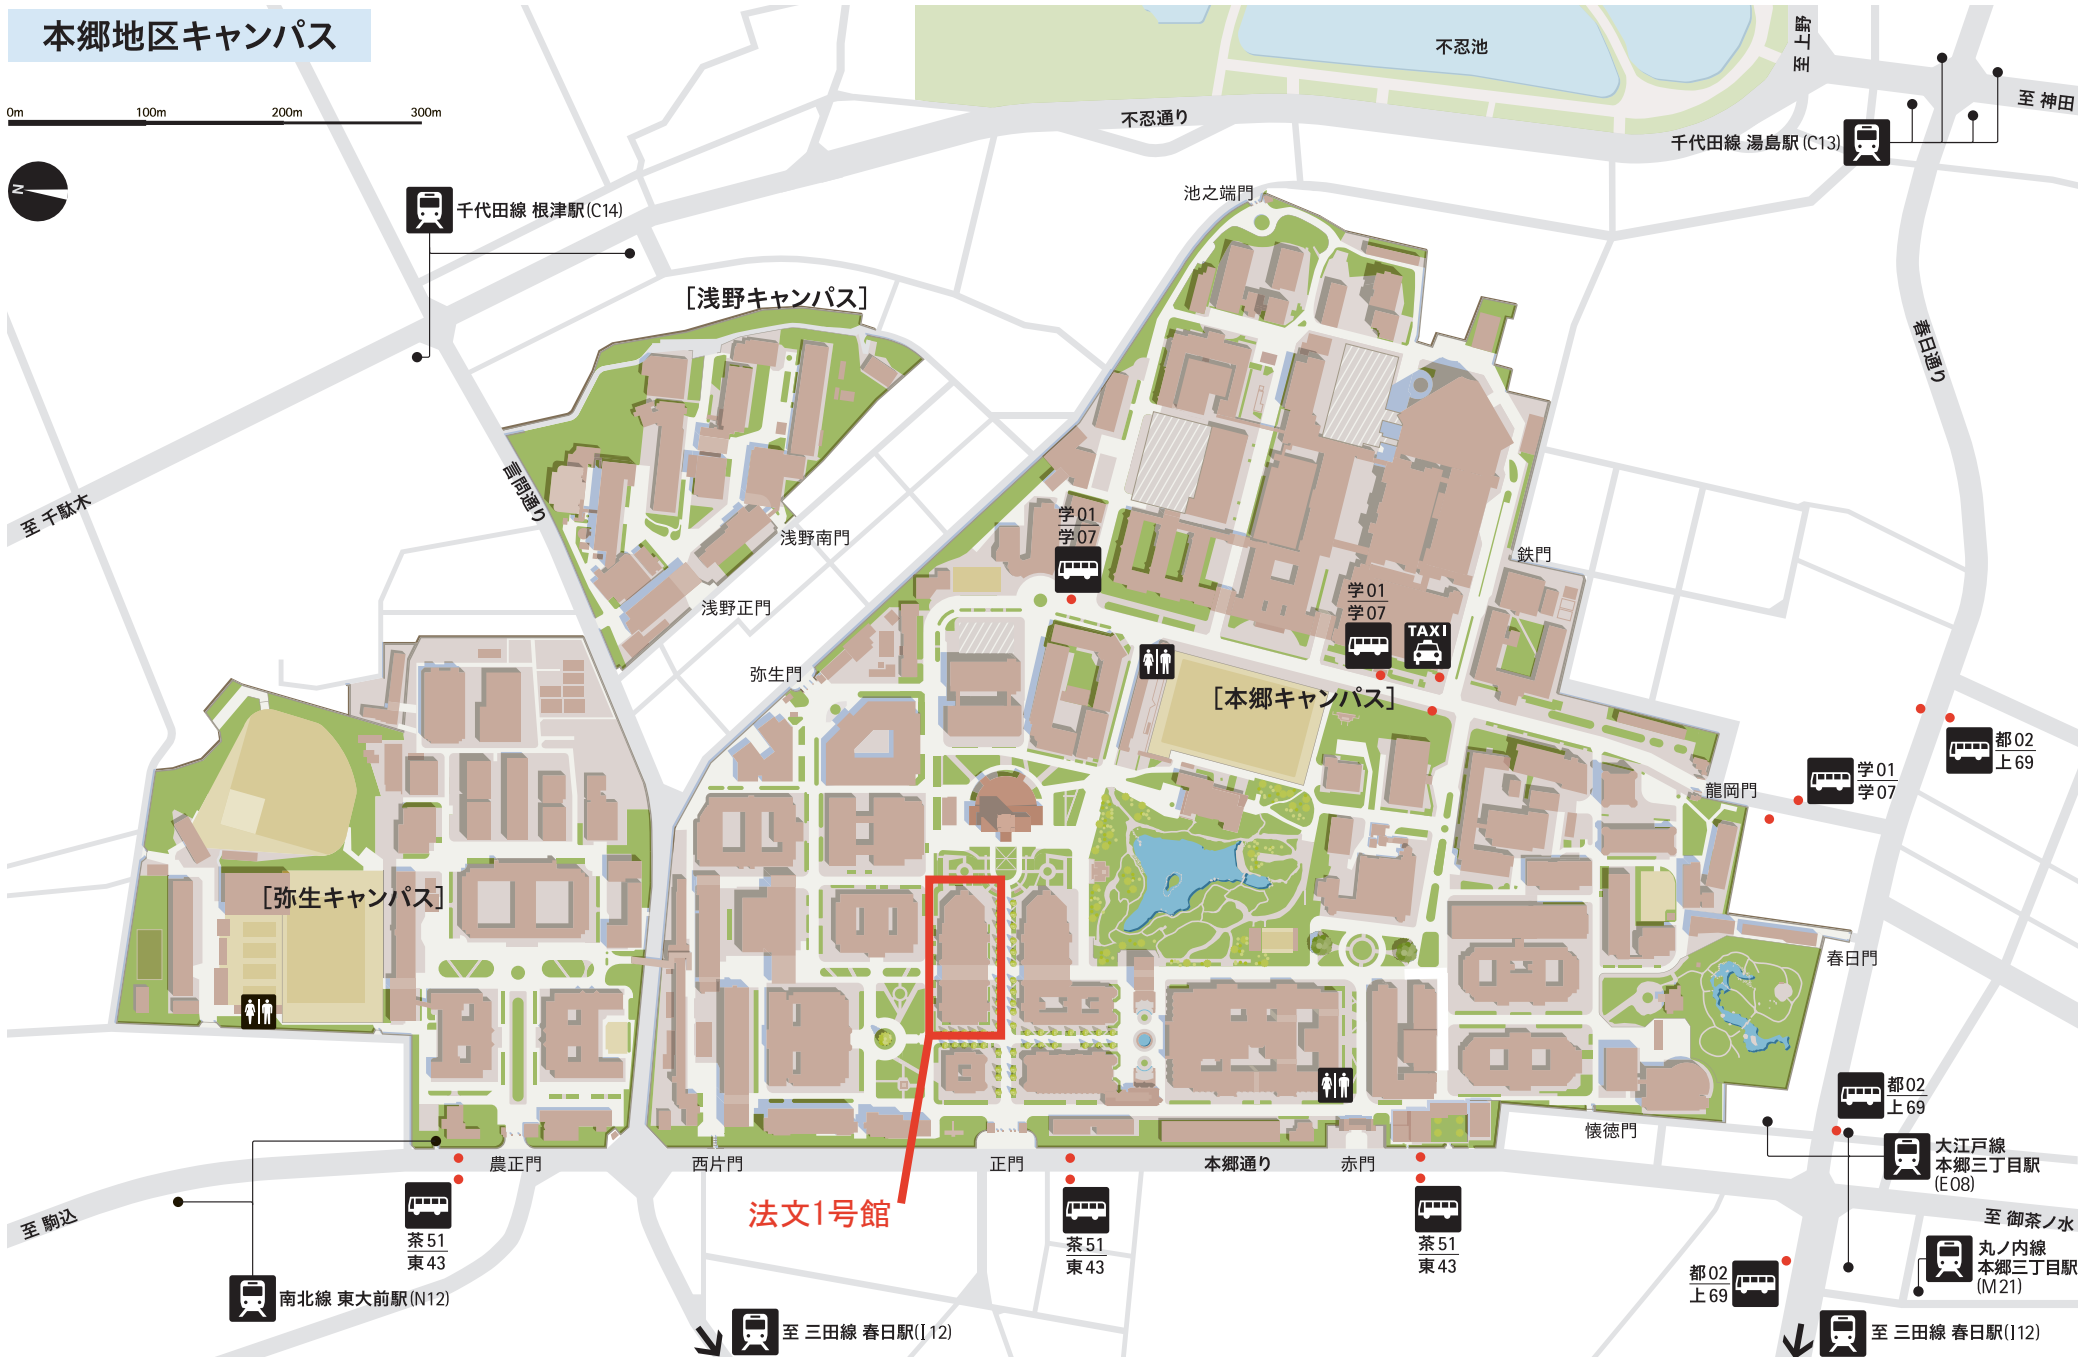 本郷地区キャンパス
0m 100m 200m 300m
N
不忍池
至 上野
至 神田
不忍通り
千代田線 湯島駅(C13)
池之端門
千代田線 根津駅(C14)
[浅野キャンパス]
春日通り
言問通り
至 千駄木
学01
学07
浅野南門
鉄門
学01
学07
TAXI
浅野正門
弥生門
[本郷キャンパス]
都02
上69
学01
学07
龍岡門
[弥生キャンパス]
春日門
都02
上69
懐徳門
大江戸線
本郷三丁目駅
(E08)
農正門
西片門
正門
本郷通り
赤門
法文1号館
至 駒込
至 御茶ノ水
茶51
東43
茶51
東43
茶51
東43
丸ノ内線
本郷三丁目駅
(M21)
都02
上69
南北線 東大前駅(N12)
至 三田線 春日駅(I12)
至 三田線 春日駅(I12)